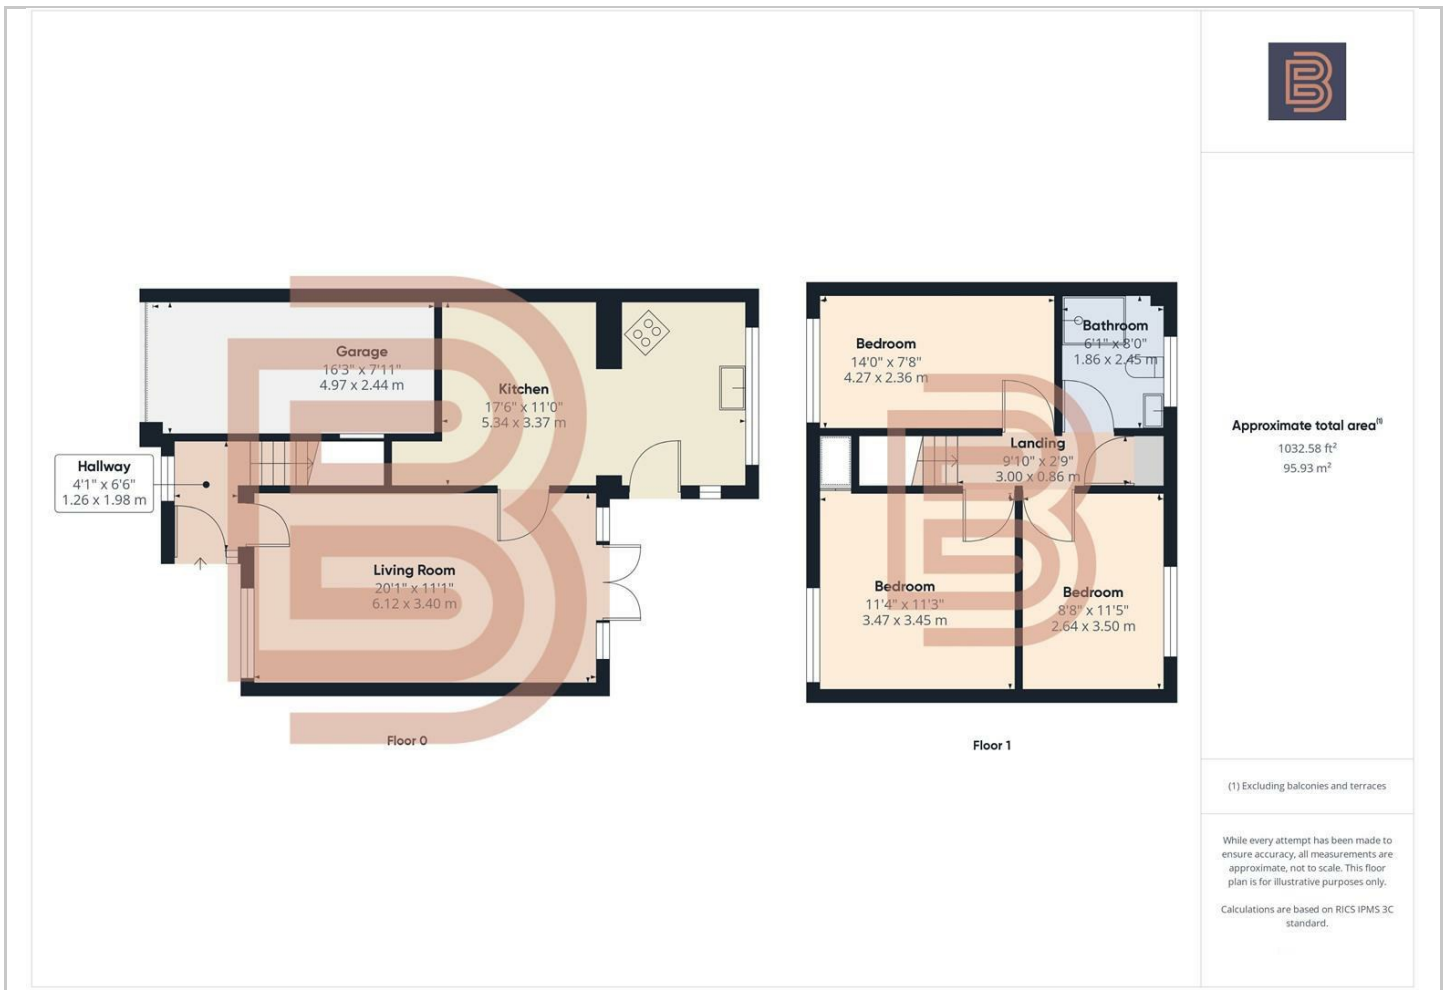 Garage
16'3" x 7'11"
4.97 x 2.44 m
Kitchen
17'6" x 11'0"
5.34 x 3.37 m
Hallway
4'1" x 6'6"
1.26 x 1.98 m
Living Room
20'1" x 11'1"
6.12 x 3.40 m
Floor 0
Bedroom
14'0" x 7'8"
4.27 x 2.36 m
Bathroom
6'1" x 8'0"
1.86 x 2.45 m
Landing
9'10" x 2'9"
3.00 x 0.86 m
Bedroom
11'4" x 11'3"
3.47 x 3.45 m
Bedroom
8'8" x 11'5"
2.64 x 3.50 m
Floor 1
Approximate total area⁽¹⁾
1032.58 ft²
95.93 m²
(1) Excluding balconies and terraces
While every attempt has been made to
ensure accuracy, all measurements are
approximate, not to scale. This floor
plan is for illustrative purposes only.
Calculations are based on RICS IPMS 3C
standard.